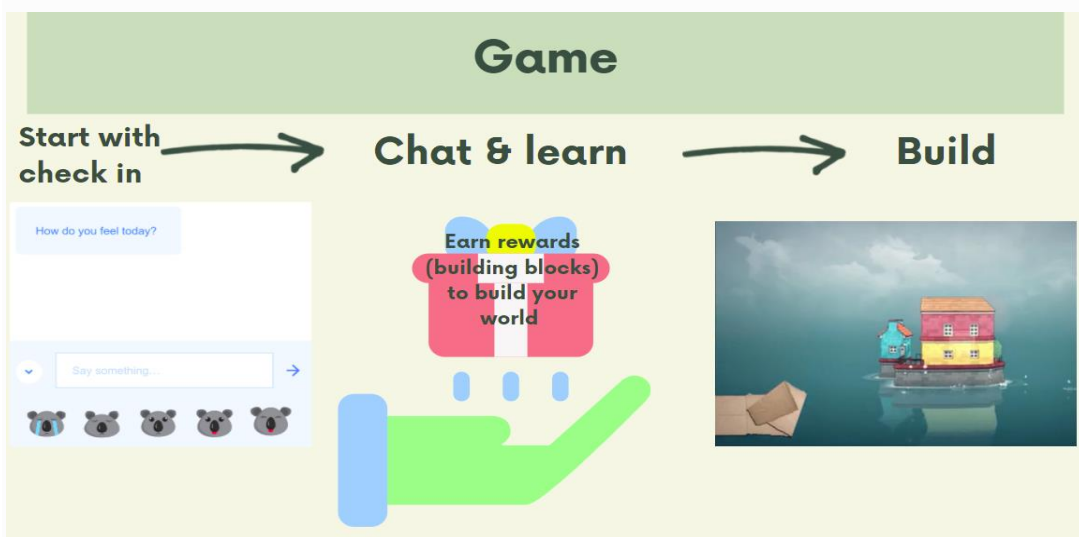 Game
Start with
check in
Chat & learn
Build
How do you feel today?
Say something...
Earn rewards
(building blocks)
to build your
world